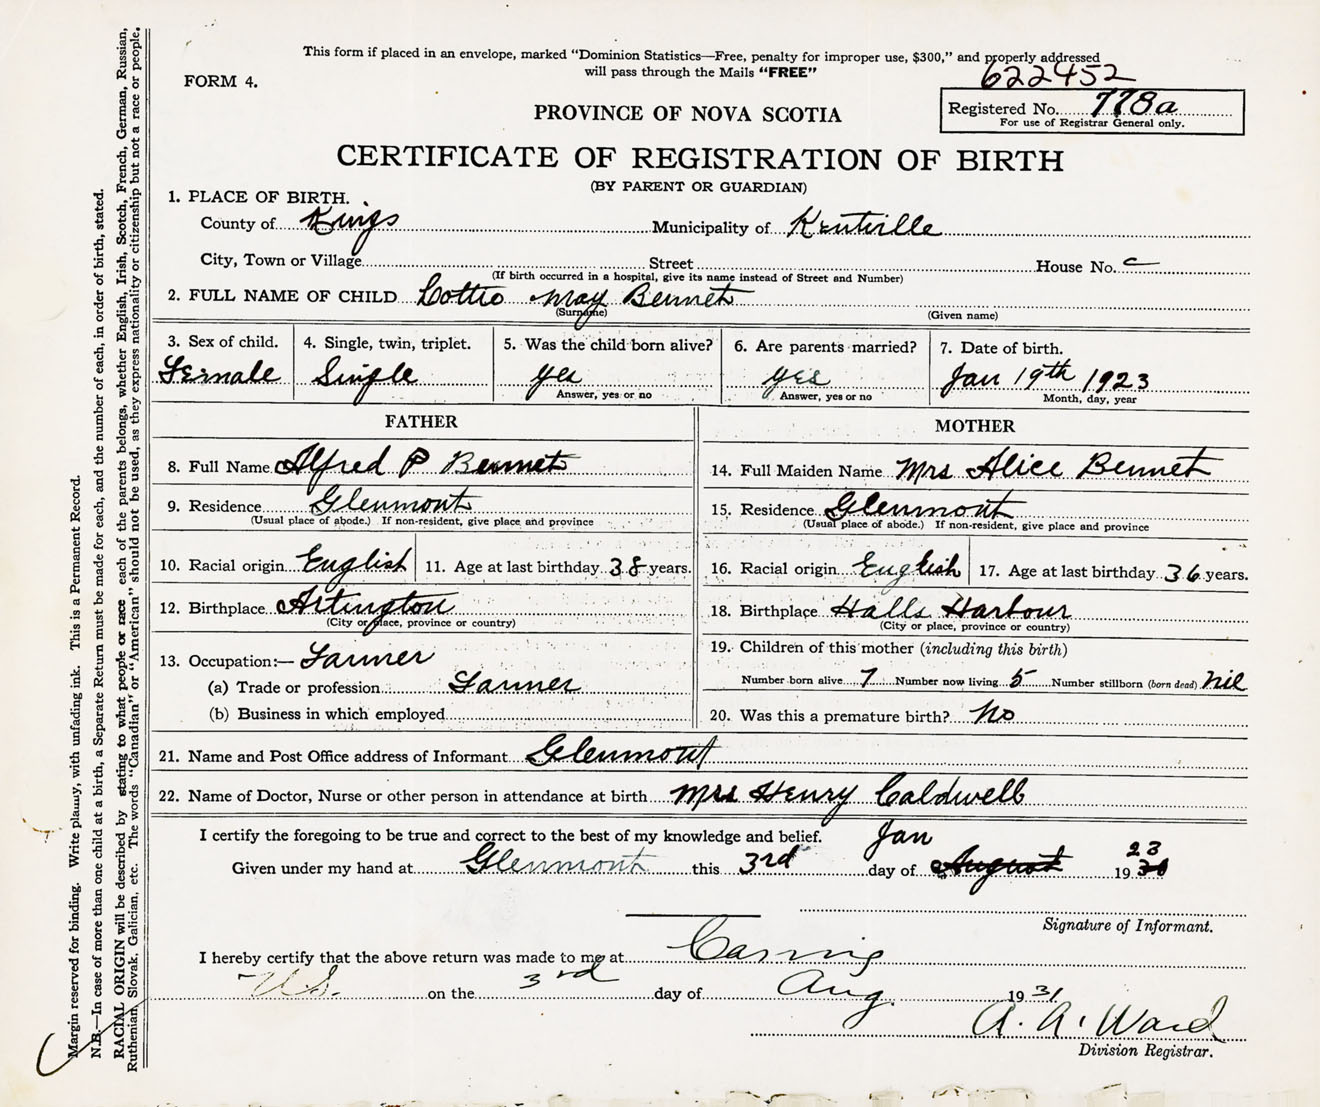 This form if placed in an envelope, marked "Dominion Statistics—Free, penalty for improper use, $300," and properly addressed
will pass through the Mails "FREE"
622452
FORM 4.
Registered No. 778a
For use of Registrar General only.
PROVINCE OF NOVA SCOTIA
CERTIFICATE OF REGISTRATION OF BIRTH
(BY PARENT OR GUARDIAN)
1. PLACE OF BIRTH.
County of Kings Municipality of Kentville
City, Town or Village Street House No.
(If birth occurred in a hospital, give its name instead of Street and Number)
2. FULL NAME OF CHILD Lottie May Bennet
(Surname) (Given name)
3. Sex of child. 4. Single, twin, triplet. 5. Was the child born alive? 6. Are parents married? 7. Date of birth.
Female Single yes yes Jan 19th 1923
Answer, yes or no Answer, yes or no Month, day, year
FATHER MOTHER
8. Full Name Alfred P Bennet 14. Full Maiden Name Mrs Alice Bennet
9. Residence Glenmont 15. Residence Glenmont
(Usual place of abode.) If non-resident, give place and province (Usual place of abode.) If non-resident, give place and province
10. Racial origin English 11. Age at last birthday 38 years. 16. Racial origin English 17. Age at last birthday 36 years.
12. Birthplace Arlington 18. Birthplace Halls Harbour
(City or place, province or country) (City or place, province or country)
13. Occupation:— Farmer 19. Children of this mother (including this birth)
(a) Trade or profession Farmer Number born alive 7 Number now living 5 Number stillborn (born dead) nil
(b) Business in which employed 20. Was this a premature birth? No
21. Name and Post Office address of Informant Glenmont
22. Name of Doctor, Nurse or other person in attendance at birth Mrs Henry Caldwell
I certify the foregoing to be true and correct to the best of my knowledge and belief.
Jan 23
Given under my hand at Glenmont this 3rd day of August 19
Signature of Informant.
I hereby certify that the above return was made to me at Canning
N.S. on the 3rd day of Aug. 1931
A. A. Ward
Division Registrar.
Margin reserved for binding. Write plainly, with unfading ink. This is a Permanent Record.
N.B.—In case of more than one child at a birth, a Separate Return must be made for each, and the number of each, in order of birth, stated.
RACIAL ORIGIN will be described by stating to what people or race each of the parents belongs, whether English, Irish, Scotch, French, German, Russian,
Ruthenian, Slovak, Galician, etc. The words "Canadian" or "American" should not be used, as they express nationality or citizenship but not a race or people.